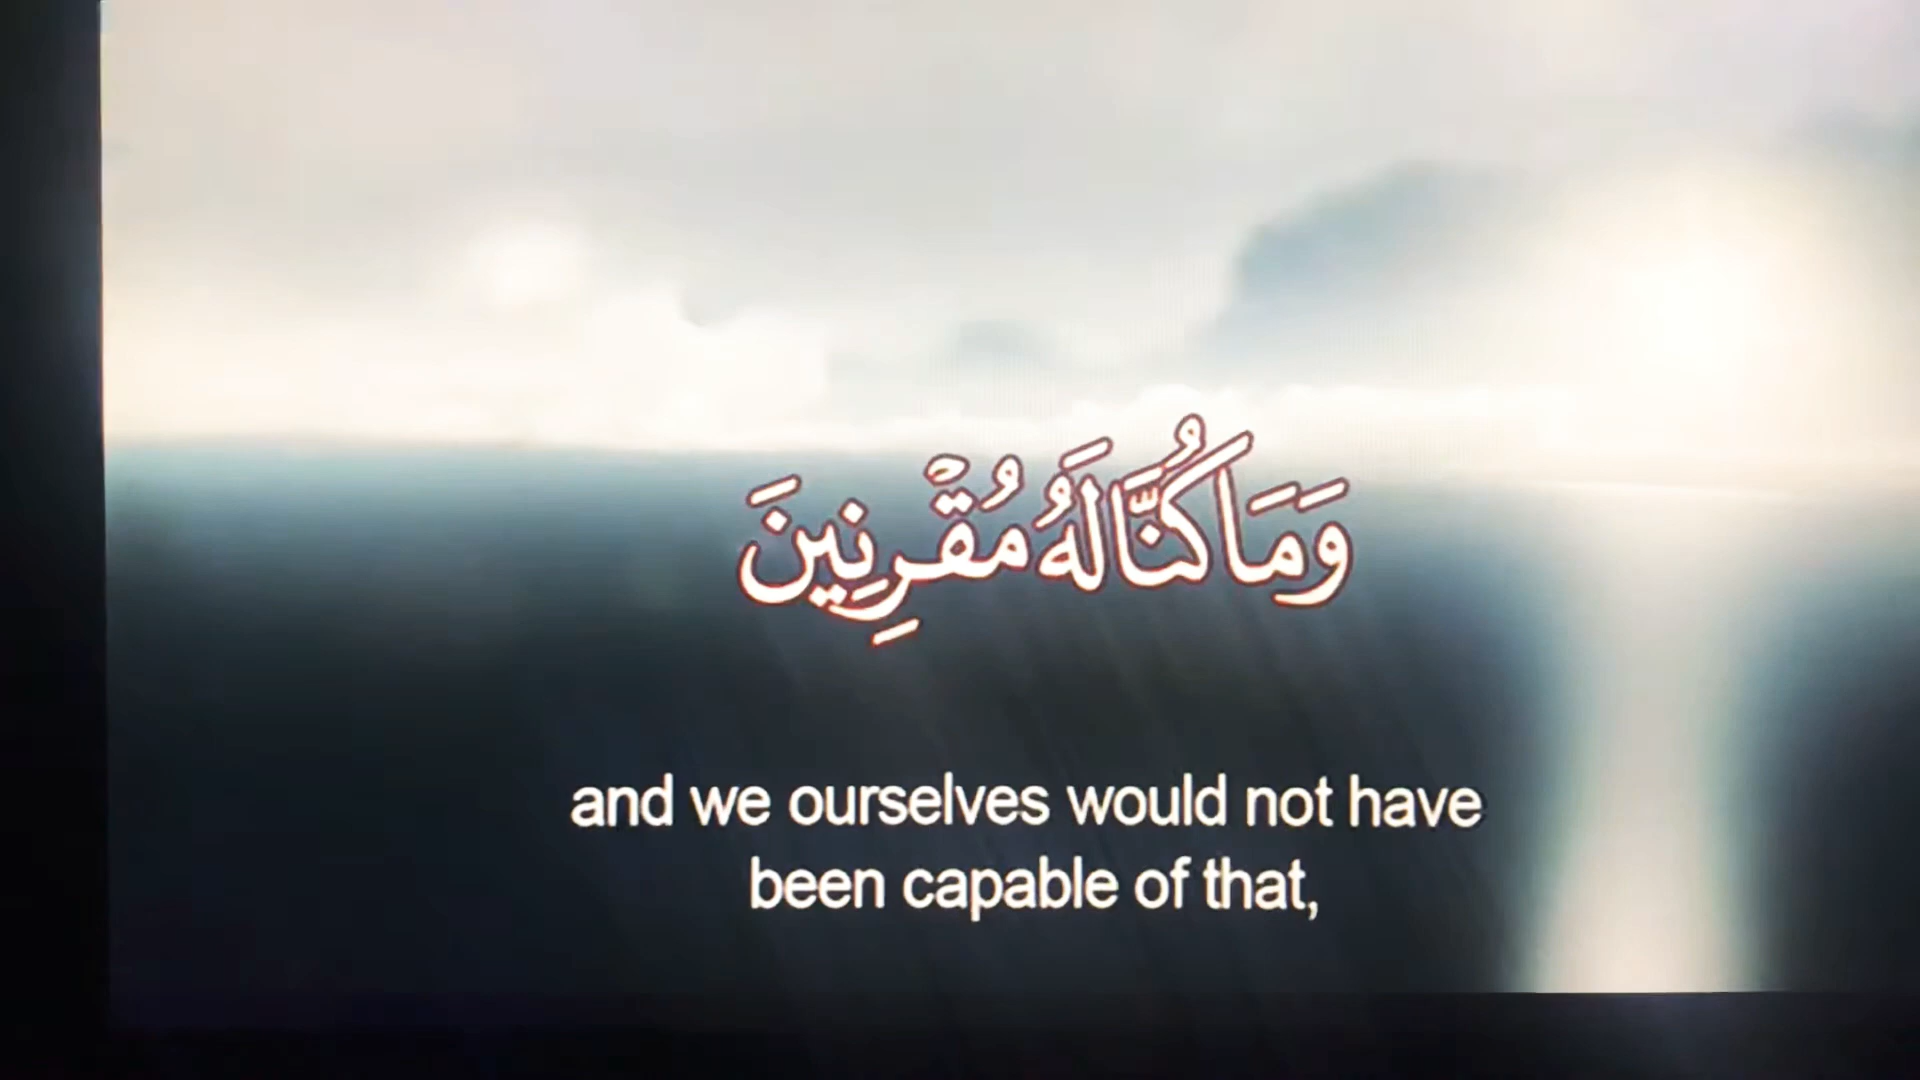 وَمَا كُنَّا لَهُ مُقْرِنِينَ
and we ourselves would not have
been capable of that,